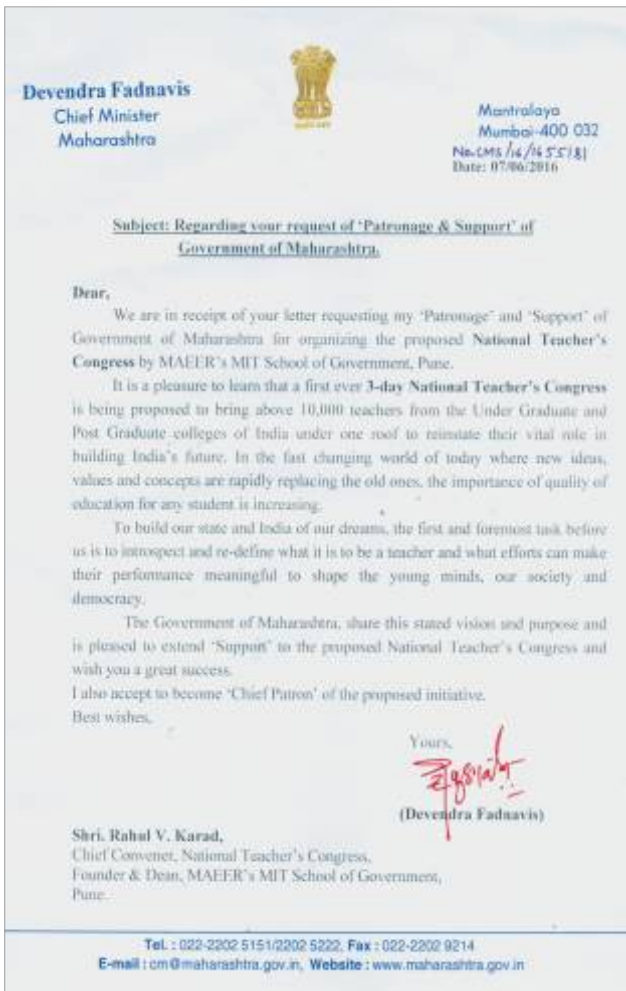 Devendra Fadnavis
Chief Minister
Maharashtra
Mantralaya
Mumbai-400 032
No.CMS/16/1655181
Date: 07/06/2016
Subject: Regarding your request of 'Patronage & Support' of
Government of Maharashtra.
Dear,
We are in receipt of your letter requesting my 'Patronage' and 'Support' of
Government of Maharashtra for organizing the proposed National Teacher's
Congress by MAEER's MIT School of Government, Pune.
It is a pleasure to learn that a first ever 3-day National Teacher's Congress
is being proposed to bring above 10,000 teachers from the Under Graduate and
Post Graduate colleges of India under one roof to reinstate their vital role in
building India's future. In the fast changing world of today where new ideas,
values and concepts are rapidly replacing the old ones, the importance of quality of
education for any student is increasing.
To build our state and India of our dreams, the first and foremost task before
us is to introspect and re-define what it is to be a teacher and what efforts can make
their performance meaningful to shape the young minds, our society and
democracy.
The Government of Maharashtra, share this stated vision and purpose and
is pleased to extend 'Support' to the proposed National Teacher's Congress and
wish you a great success.
I also accept to become 'Chief Patron' of the proposed initiative.
Best wishes,
Yours,
(Devendra Fadnavis)
Shri. Rahul V. Karad,
Chief Convener, National Teacher's Congress,
Founder & Dean, MAEER's MIT School of Government,
Pune.
Tel. : 022-2202 5151/2202 5222, Fax : 022-2202 9214
E-mail : cm@maharashtra.gov.in, Website : www.maharashtra.gov.in